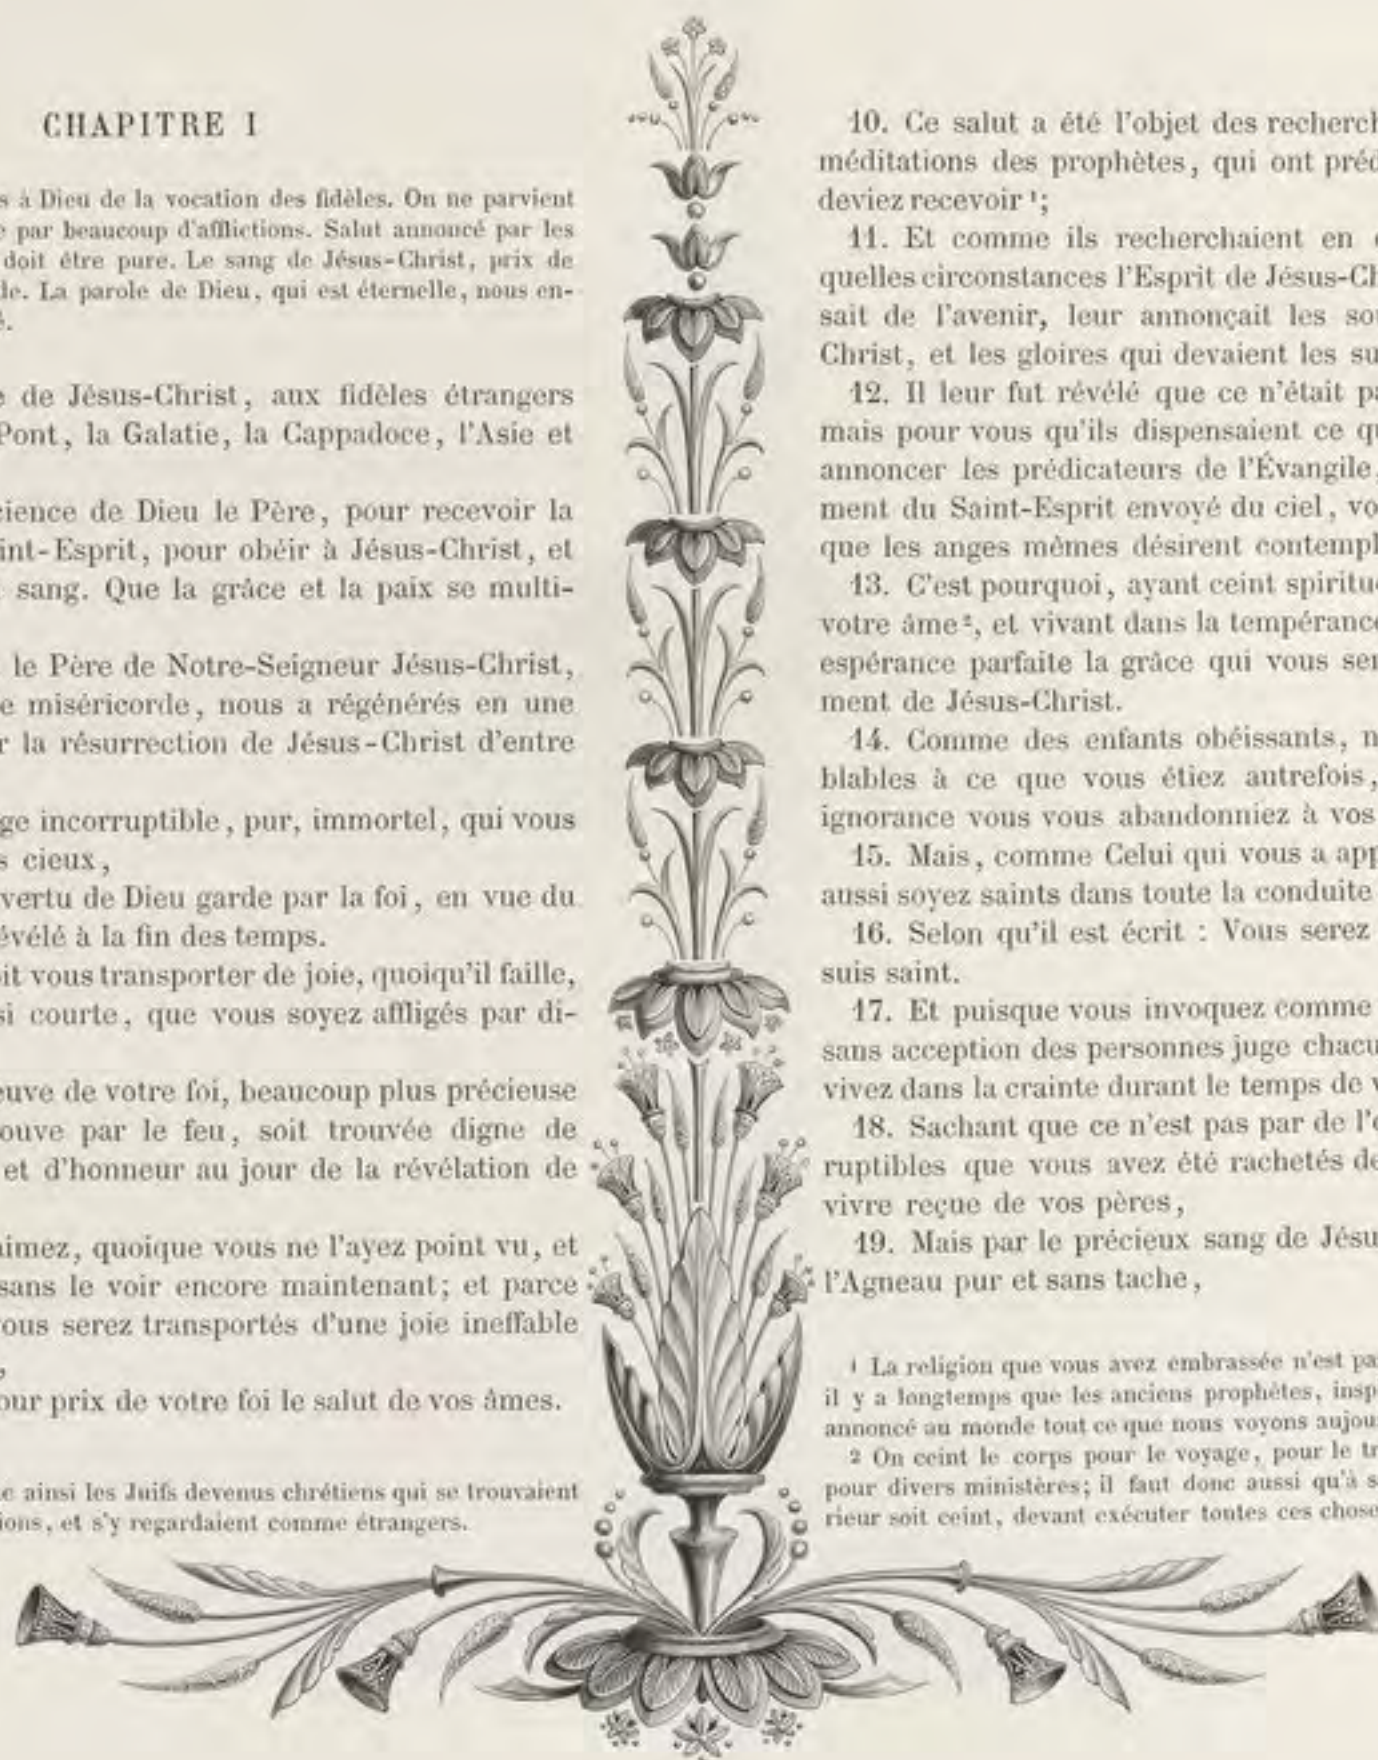 CHAPITRE I
s à Dieu de la vocation des fidèles. On ne parvient
e par beaucoup d'afflictions. Salut annoncé par les
doit être pure. Le sang de Jésus-Christ, prix de
de. La parole de Dieu, qui est éternelle, nous en-
e de Jésus-Christ, aux fidèles étrangers
Pont, la Galatie, la Cappadoce, l'Asie et
cience de Dieu le Père, pour recevoir la
int-Esprit, pour obéir à Jésus-Christ, et
sang. Que la grâce et la paix se multi-
le Père de Notre-Seigneur Jésus-Christ,
e miséricorde, nous a régénérés en une
r la résurrection de Jésus-Christ d'entre
ge incorruptible, pur, immortel, qui vous
s cieux,
vertu de Dieu garde par la foi, en vue du
évélé à la fin des temps.
oit vous transporter de joie, quoiqu'il faille,
si courte, que vous soyez affligés par di-
euve de votre foi, beaucoup plus précieuse
ouve par le feu, soit trouvée digne de
et d'honneur au jour de la révélation de
aimez, quoique vous ne l'ayez point vu, et
sans le voir encore maintenant; et parce
vous serez transportés d'une joie ineffable
,
our prix de votre foi le salut de vos âmes.
e ainsi les Juifs devenus chrétiens qui se trouvaient
ions, et s'y regardaient comme étrangers.
10. Ce salut a été l'objet des recherch
méditations des prophètes, qui ont préd
deviez recevoir ¹;
11. Et comme ils recherchaient en
quelles circonstances l'Esprit de Jésus-Ch
sait de l'avenir, leur annonçait les sou
Christ, et les gloires qui devaient les su
12. Il leur fut révélé que ce n'était pa
mais pour vous qu'ils dispensaient ce qu
annoncer les prédicateurs de l'Évangile,
ment du Saint-Esprit envoyé du ciel, vo
que les anges mêmes désirent contempl
13. C'est pourquoi, ayant ceint spiritue
votre âme ², et vivant dans la tempérance
espérance parfaite la grâce qui vous ser
ment de Jésus-Christ.
14. Comme des enfants obéissants, n
blables à ce que vous étiez autrefois,
ignorance vous vous abandonniez à vos
15. Mais, comme Celui qui vous a app
aussi soyez saints dans toute la conduite
16. Selon qu'il est écrit : Vous serez
suis saint.
17. Et puisque vous invoquez comme
sans acception des personnes juge chacu
vivez dans la crainte durant le temps de v
18. Sachant que ce n'est pas par de l'o
ruptibles que vous avez été rachetés de
vivre reçue de vos pères,
19. Mais par le précieux sang de Jésu
l'Agneau pur et sans tache,
¹ La religion que vous avez embrassée n'est pa
il y a longtemps que les anciens prophètes, insp
annoncé au monde tout ce que nous voyons aujou
² On ceint le corps pour le voyage, pour le tr
pour divers ministères; il faut donc aussi qu'à s
rieur soit ceint, devant exécuter toutes ces chose